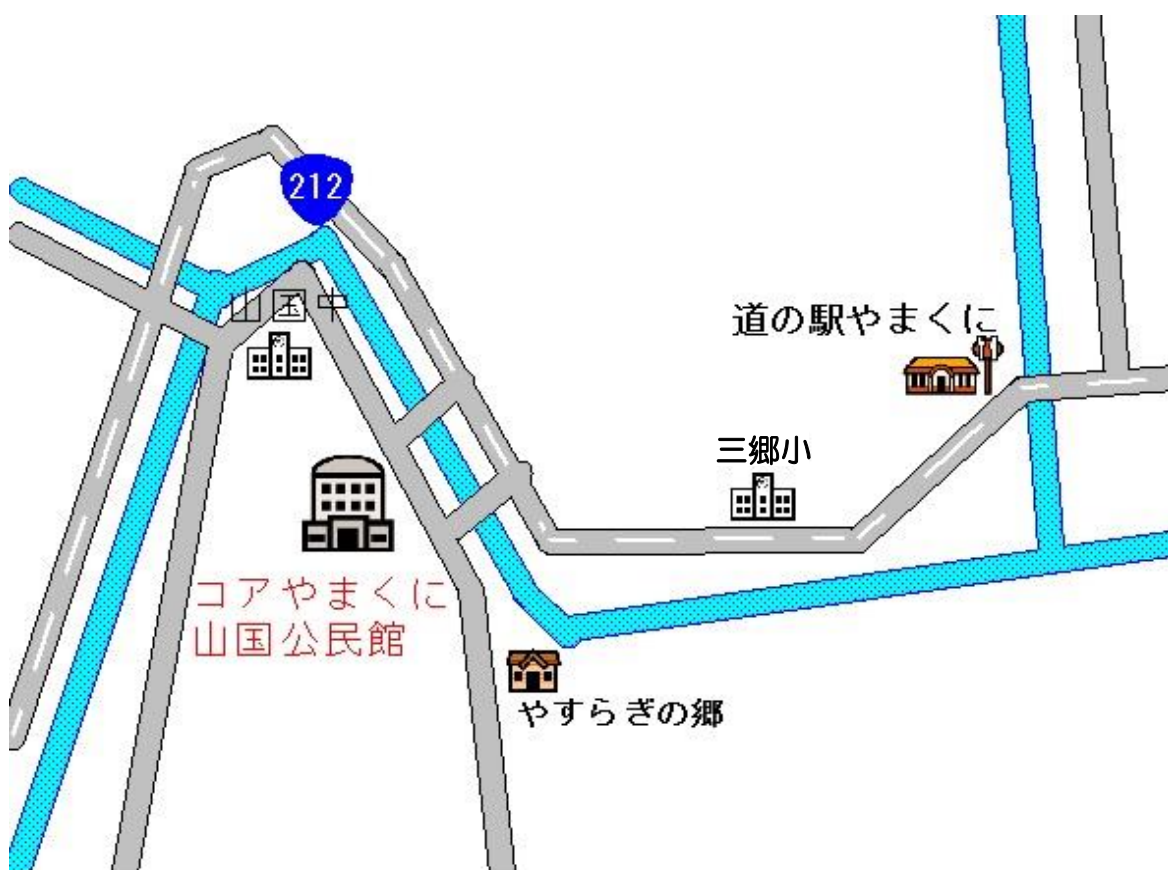 212
山国中
道の駅やまくに
三郷小
コアやまくに
山国公民館
やすらぎの郷